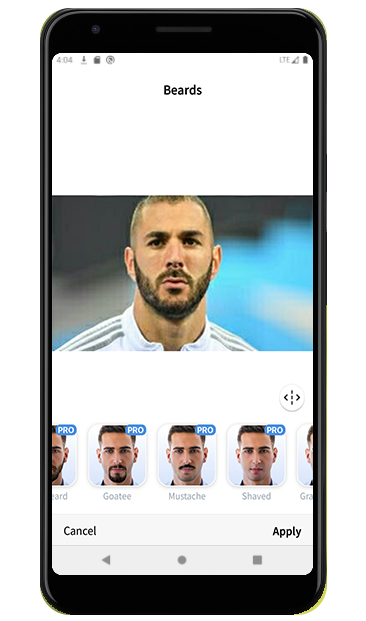 4:04
LTE
Beards
PRO
PRO
PRO
PRO
eard
Goatee
Mustache
Shaved
Gra
Cancel
Apply